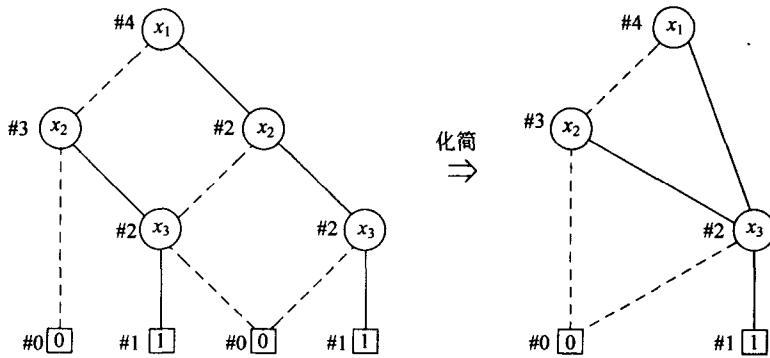 #4 x₁ #4 x₁
#3 x₂ #2 x₂ 化简 #3 x₂
⇒
#2 x₃ #2 x₃ #2 x₃
#0 0 #1 1 #0 0 #1 1 #0 0 #1 1